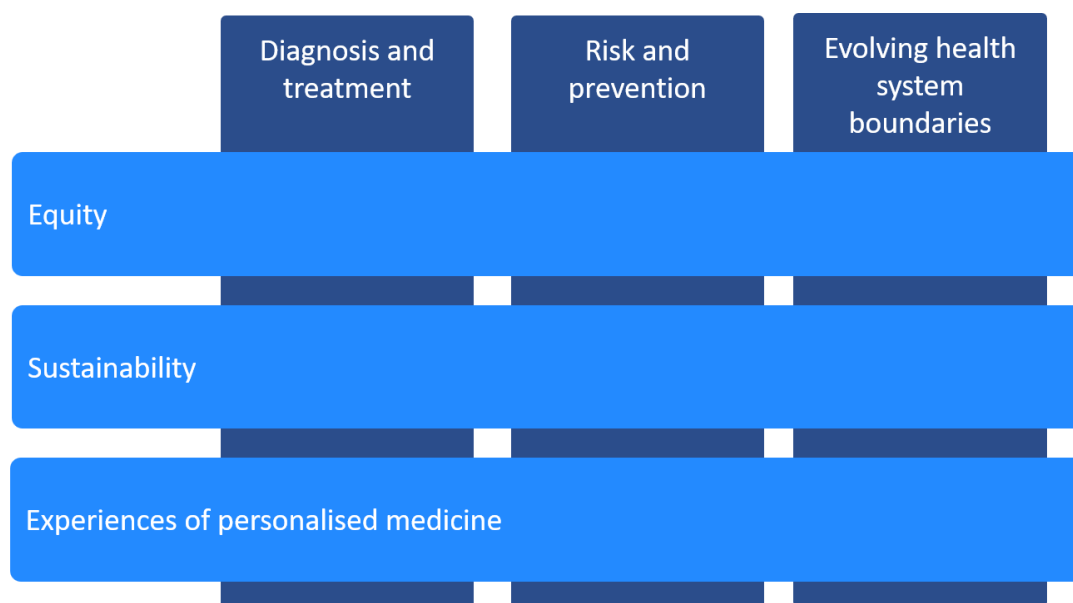 Diagnosis and
treatment
Risk and
prevention
Evolving health
system
boundaries
Equity
Sustainability
Experiences of personalised medicine